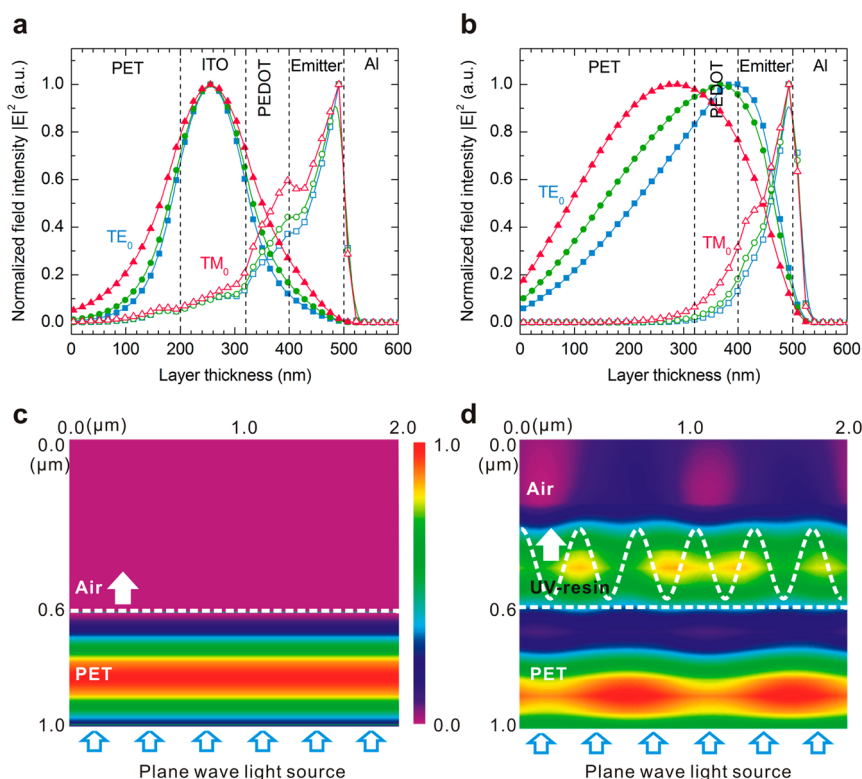 a
PET
ITO
PEDOT
Emitter
Al
Normalized field intensity |E|² (a.u.)
1.0
0.8
0.6
0.4
0.2
0.0
TE₀
TM₀
0 100 200 300 400 500 600
Layer thickness (nm)
b
PET
PEDOT
Emitter
Al
Normalized field intensity |E|² (a.u.)
1.0
0.8
0.6
0.4
0.2
0.0
TE₀
TM₀
0 100 200 300 400 500 600
Layer thickness (nm)
c
0.0 (μm) 1.0 2.0
0.0
(μm)
Air
0.6
PET
1.0
1.0
0.0
Plane wave light source
d
0.0 (μm) 1.0 2.0
0.0
(μm)
Air
UV-resin
0.6
PET
1.0
Plane wave light source